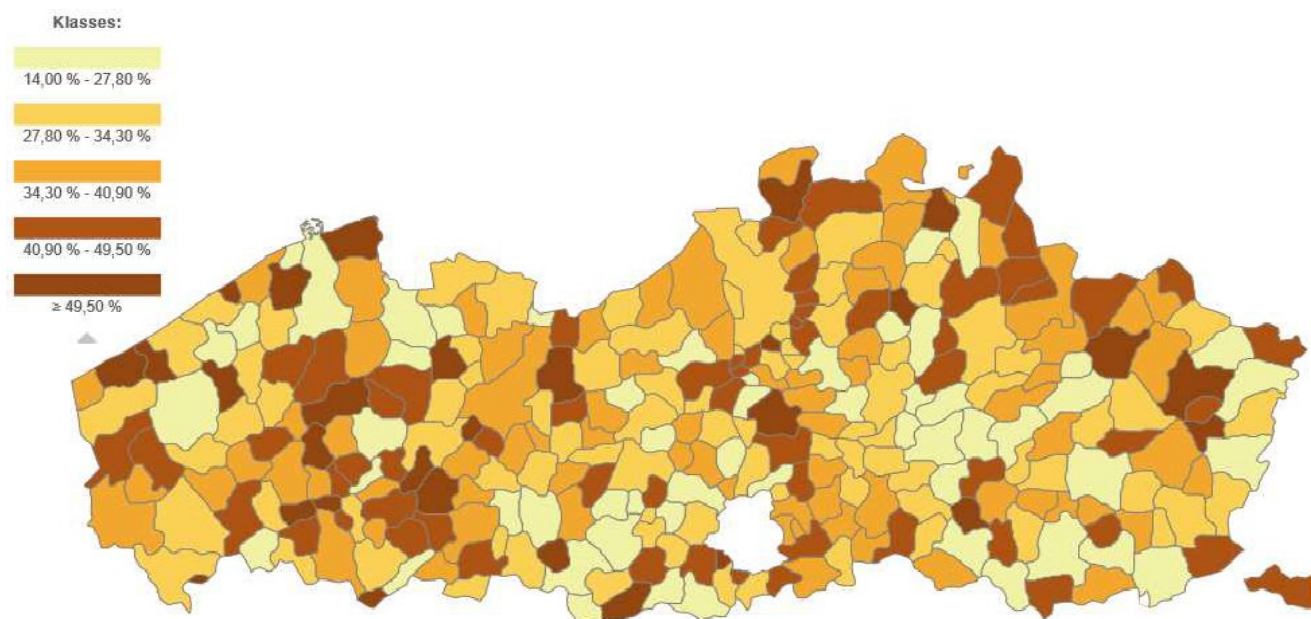 Klasses:
14,00 % - 27,80 %
27,80 % - 34,30 %
34,30 % - 40,90 %
40,90 % - 49,50 %
≥ 49,50 %